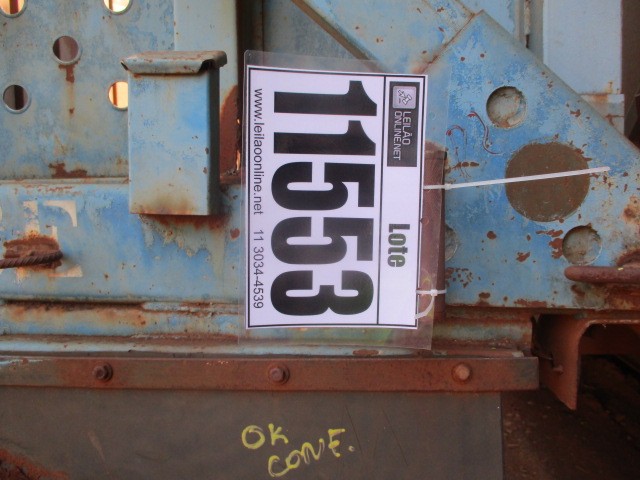 LEILÃO
ONLINE.NET
Lote
11553
www.leilaoonline.net 11 3034-4539
OK
CONF.